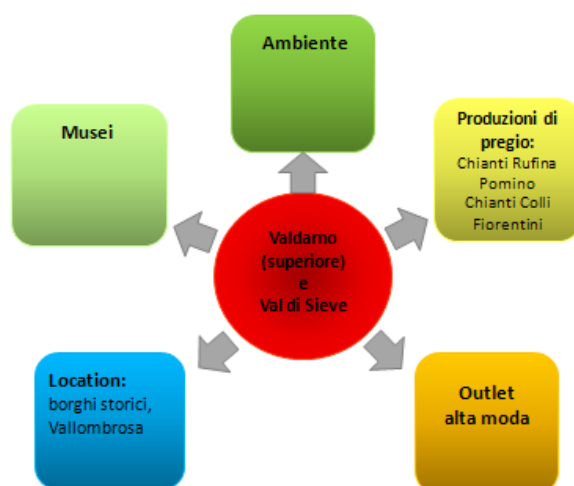 Ambiente
Musei
Produzioni di
pregio:
Chianti Rufina
Pomino
Chianti Colli
Fiorentini
Valdarno
(superiore)
e
Val di Sieve
Location:
borghi storici,
Vallombrosa
Outlet
alta moda